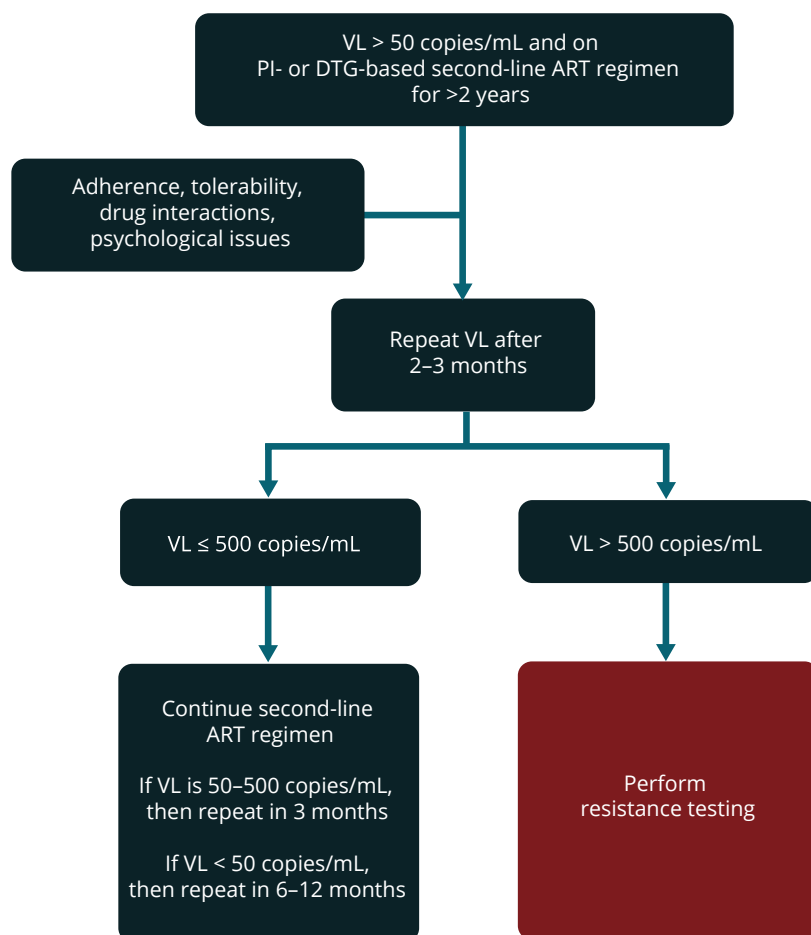 VL > 50 copies/mL and on
PI- or DTG-based second-line ART regimen
for >2 years
Adherence, tolerability,
drug interactions,
psychological issues
Repeat VL after
2–3 months
VL ≤ 500 copies/mL
VL > 500 copies/mL
Continue second-line
ART regimen
If VL is 50–500 copies/mL,
then repeat in 3 months
If VL < 50 copies/mL,
then repeat in 6–12 months
Perform
resistance testing